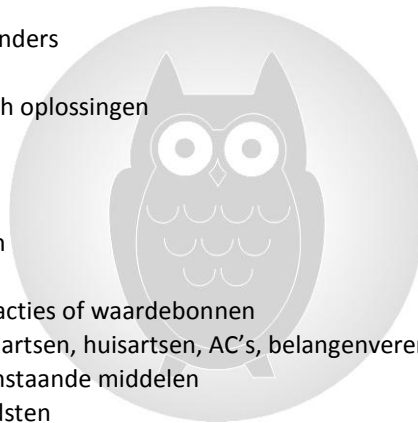 nders
h oplossingen
n
acties of waardebonnen
artsen, huisartsen, AC's, belangenveren
nstaande middelen
lsten